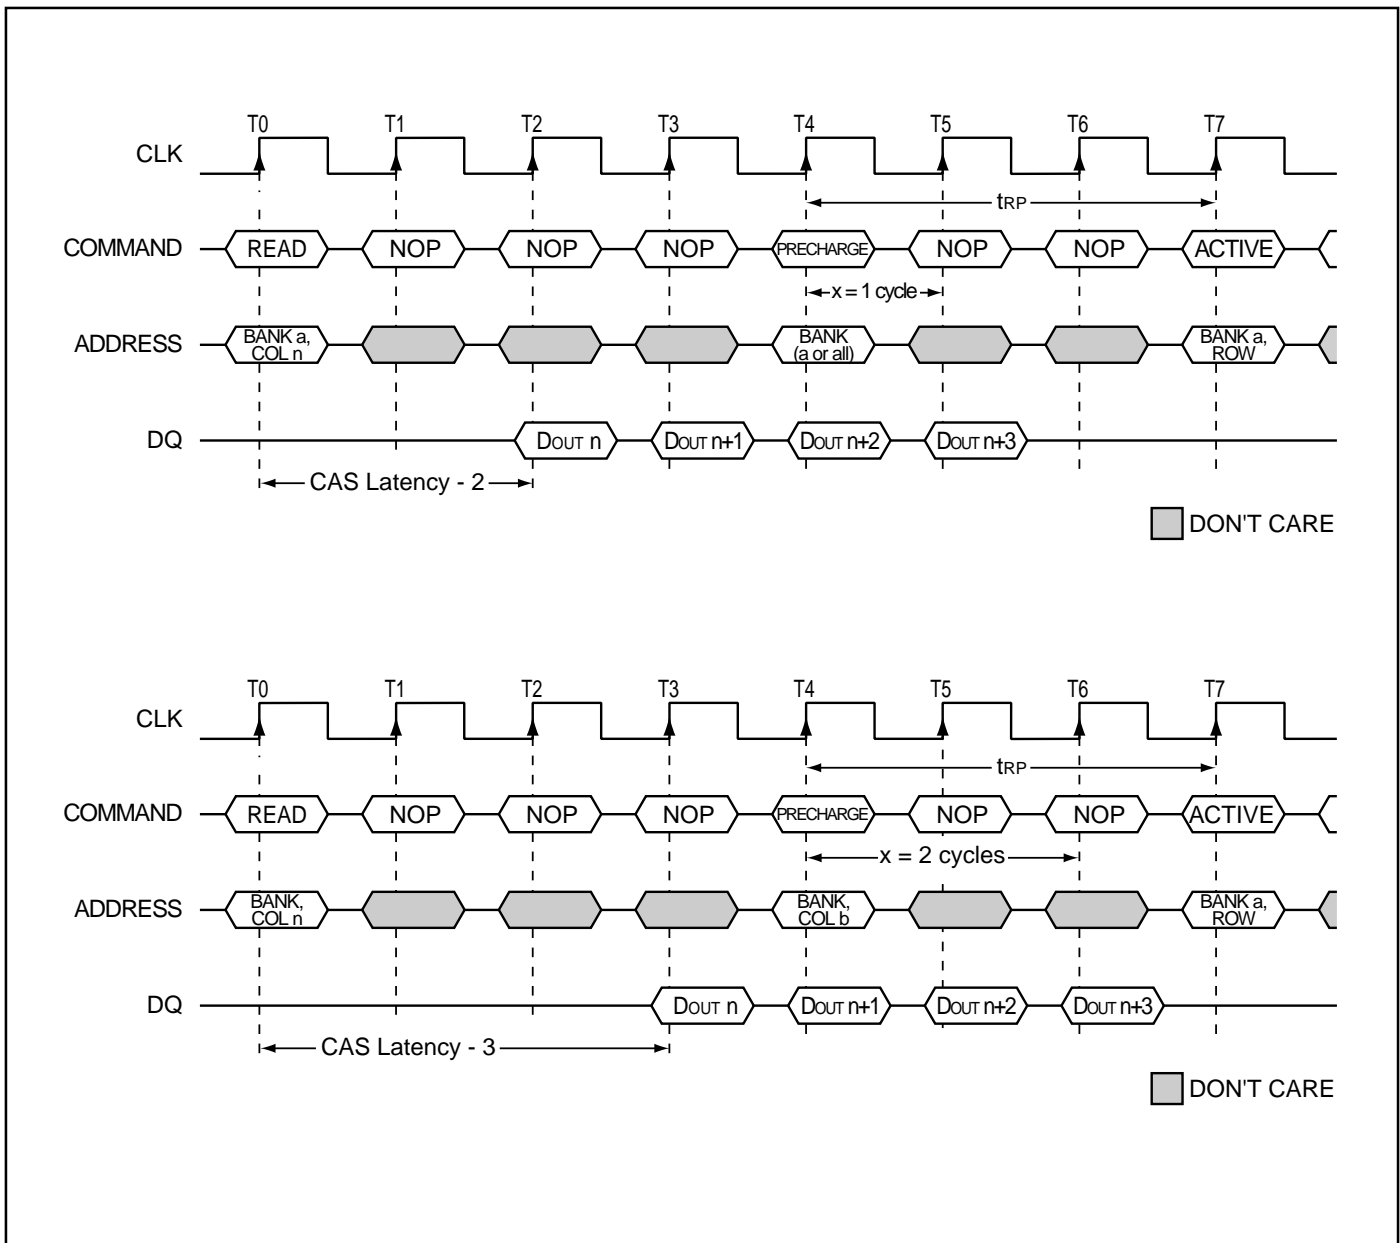 T0 T1 T2 T3 T4 T5 T6 T7
CLK
tRP
COMMAND READ NOP NOP NOP PRECHARGE NOP NOP ACTIVE
x = 1 cycle
ADDRESS BANK a, COL n BANK (a or all) BANK a, ROW
DQ DOUT n DOUT n+1 DOUT n+2 DOUT n+3
CAS Latency - 2
DON'T CARE
T0 T1 T2 T3 T4 T5 T6 T7
CLK
tRP
COMMAND READ NOP NOP NOP PRECHARGE NOP NOP ACTIVE
x = 2 cycles
ADDRESS BANK, COL n BANK, COL b BANK a, ROW
DQ DOUT n DOUT n+1 DOUT n+2 DOUT n+3
CAS Latency - 3
DON'T CARE